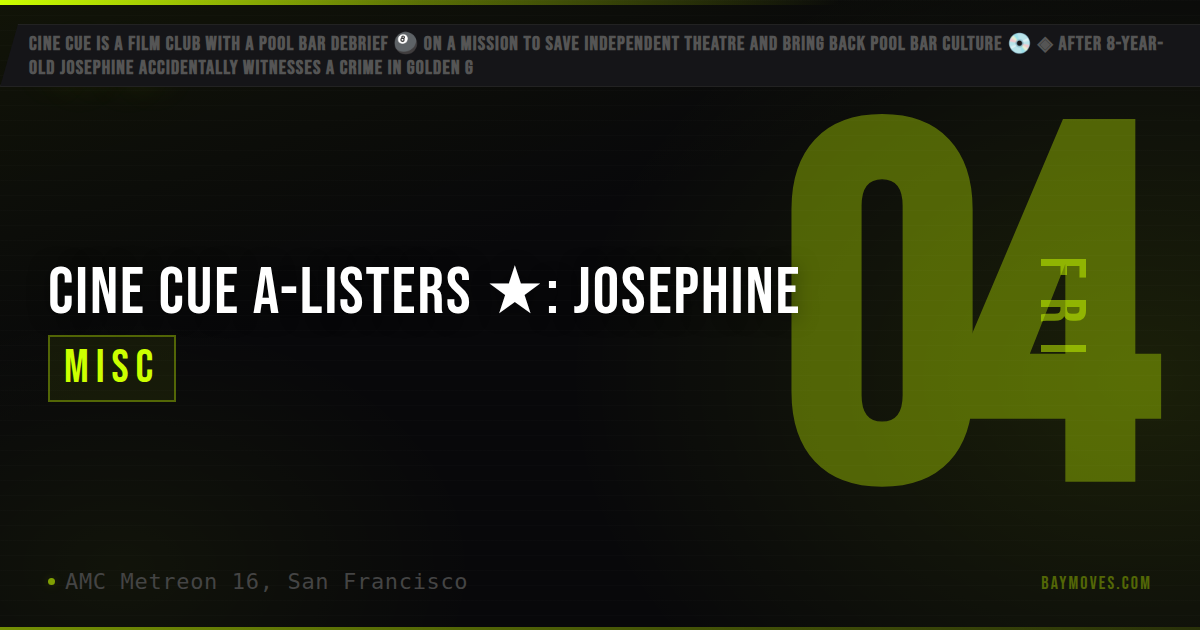 CINE CUE IS A FILM CLUB WITH A POOL BAR DEBRIEF 🎱 ON A MISSION TO SAVE INDEPENDENT THEATRE AND BRING BACK POOL BAR CULTURE 💿 ◈ AFTER 8-YEAR-
OLD JOSEPHINE ACCIDENTALLY WITNESSES A CRIME IN GOLDEN G
04
FRI
CINE CUE A-LISTERS ★: JOSEPHINE
MISC
AMC Metreon 16, San Francisco
BAYMOVES.COM